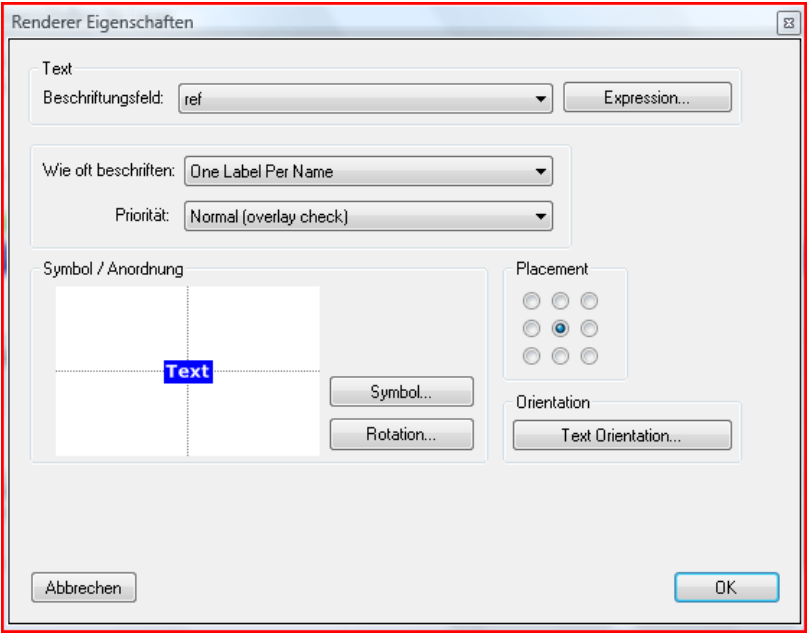 Renderer Eigenschaften
Text
Beschriftungsfeld: ref Expression...
Wie oft beschriften: One Label Per Name
Priorität: Normal (overlay check)
Symbol / Anordnung Placement
Text
Symbol...
Orientation
Rotation... Text Orientation...
Abbrechen OK